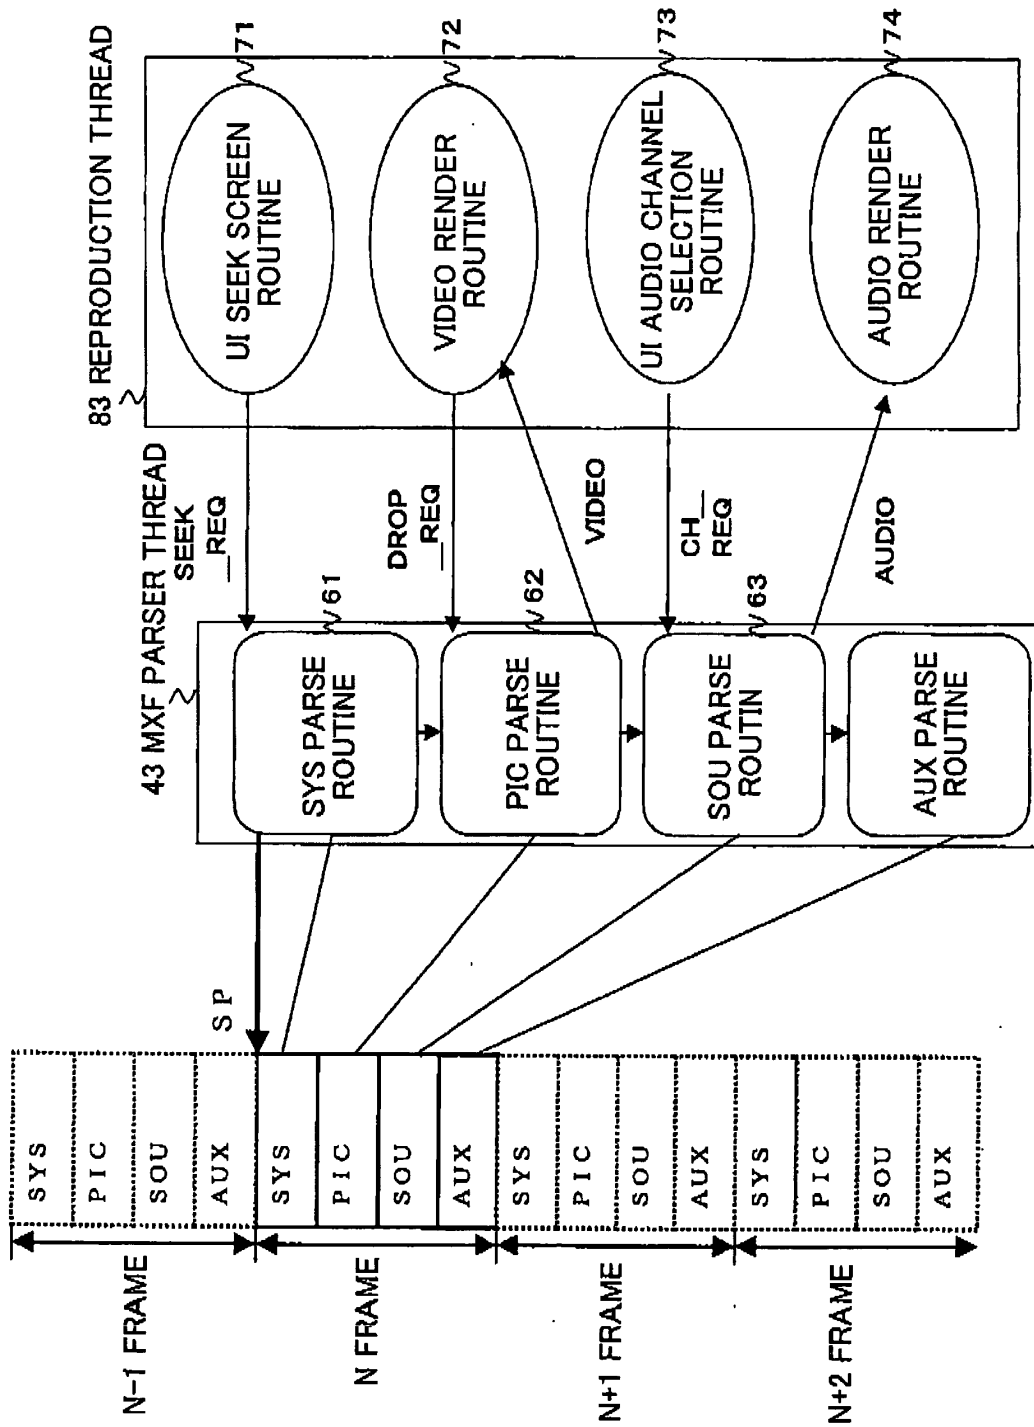 N-1 FRAME
N FRAME
N+1 FRAME
N+2 FRAME
SYS
PIC
SOU
AUX
SYS
PIC
SOU
AUX
SYS
PIC
SOU
AUX
SYS
PIC
SOU
AUX
SP
43 MXF PARSER THREAD
SYS PARSE
ROUTINE
61
PIC PARSE
ROUTINE
62
SOU PARSE
ROUTIN
63
AUX PARSE
ROUTINE
SEEK
_REQ
DROP
_REQ
VIDEO
CH_
REQ
AUDIO
83 REPRODUCTION THREAD
UI SEEK SCREEN
ROUTINE
71
VIDEO RENDER
ROUTINE
72
UI AUDIO CHANNEL
SELECTION
ROUTINE
73
AUDIO RENDER
ROUTINE
74